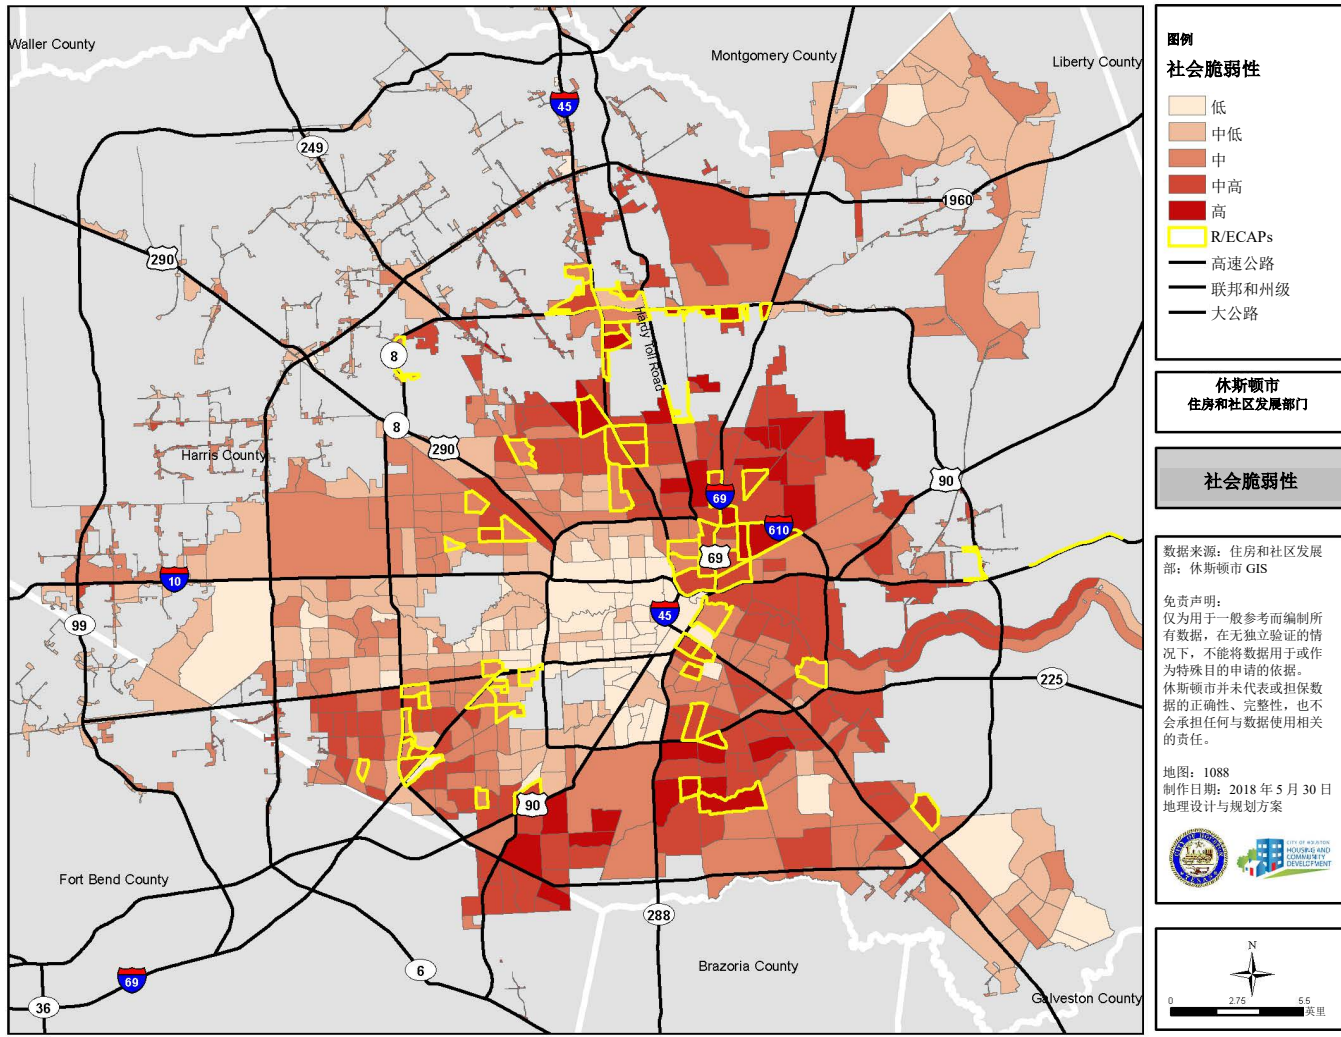 Waller County
Montgomery County
Liberty County
45
249
1960
290
Hardy Toll Road
8
8
290
Harris County
90
69
610
69
10
45
99
225
90
Fort Bend County
288
6
Brazoria County
69
36
Galveston County
图例
社会脆弱性
低
中低
中
中高
高
R/ECAPs
高速公路
联邦和州级
大公路
休斯顿市
住房和社区发展部门
社会脆弱性
数据来源：住房和社区发展
部；休斯顿市 GIS
免责声明：
仅为用于一般参考而编制所
有数据，在无独立验证的情
况下，不能将数据用于或作
为特殊目的申请的依据。
休斯顿市并未代表或担保数
据的正确性、完整性，也不
会承担任何与数据使用相关
的责任。
地图：1088
制作日期：2018 年 5 月 30 日
地理设计与规划方案
CITY OF HOUSTON
HOUSING AND
COMMUNITY
DEVELOPMENT
N
0 2.75 5.5
英里